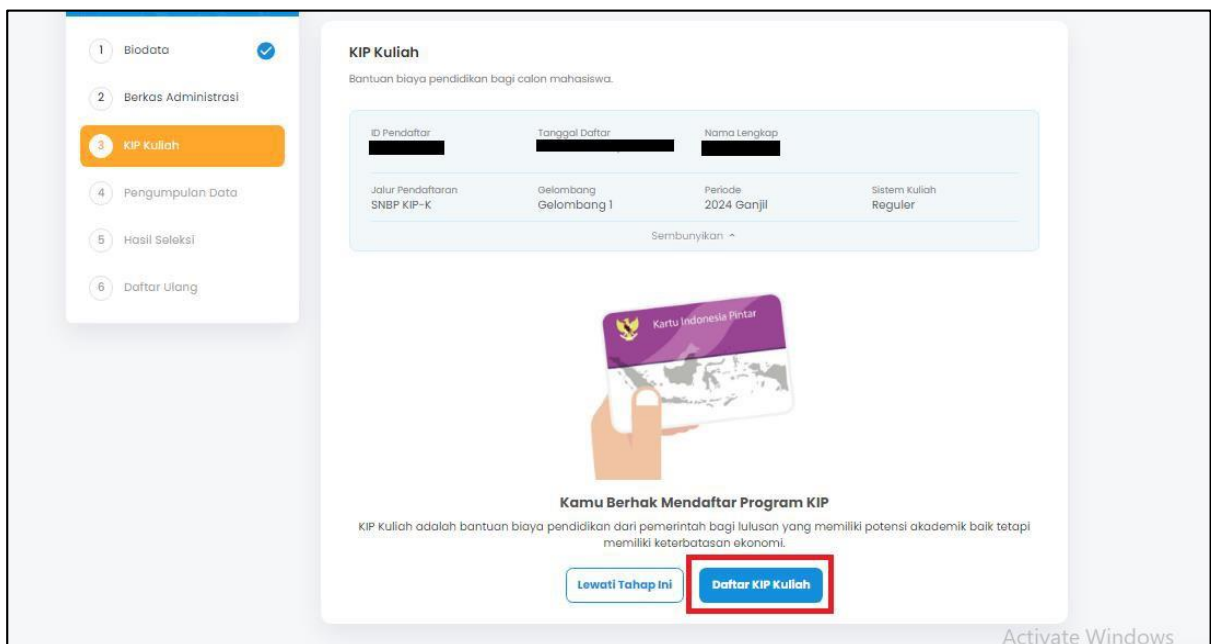 1 Biodata
2 Berkas Administrasi
3 KIP Kuliah
4 Pengumpulan Data
5 Hasil Seleksi
6 Daftar Ulang
KIP Kuliah
Bantuan biaya pendidikan bagi calon mahasiswa.
ID Pendaftar Tanggal Daftar Nama Lengkap
Jalur Pendaftaran Gelombang Periode Sistem Kuliah
SNBP KIP-K Gelombang 1 2024 Ganjil Reguler
Sembunyikan
Kartu Indonesia Pintar
Kamu Berhak Mendaftar Program KIP
KIP Kuliah adalah bantuan biaya pendidikan dari pemerintah bagi lulusan yang memiliki potensi akademik baik tetapi
memiliki keterbatasan ekonomi.
Lewati Tahap Ini Daftar KIP Kuliah
Activate Windows